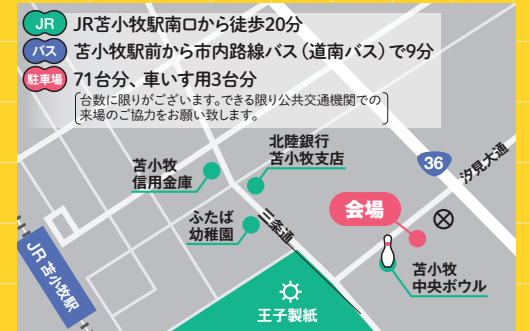 JR JR苫小牧駅南口から徒歩20分
バス 苫小牧駅前から市内路線バス（道南バス）で9分
駐車場 71台分、車いす用3台分
台数に限りがございます。できる限り公共交通機関での
来場のご協力をお願い致します。
北陸銀行
苫小牧支店
36
汐見大通
苫小牧
信用金庫
会場
ふたば
幼稚園
三条通
JR 苫小牧駅
苫小牧
中央ボウル
王子製紙